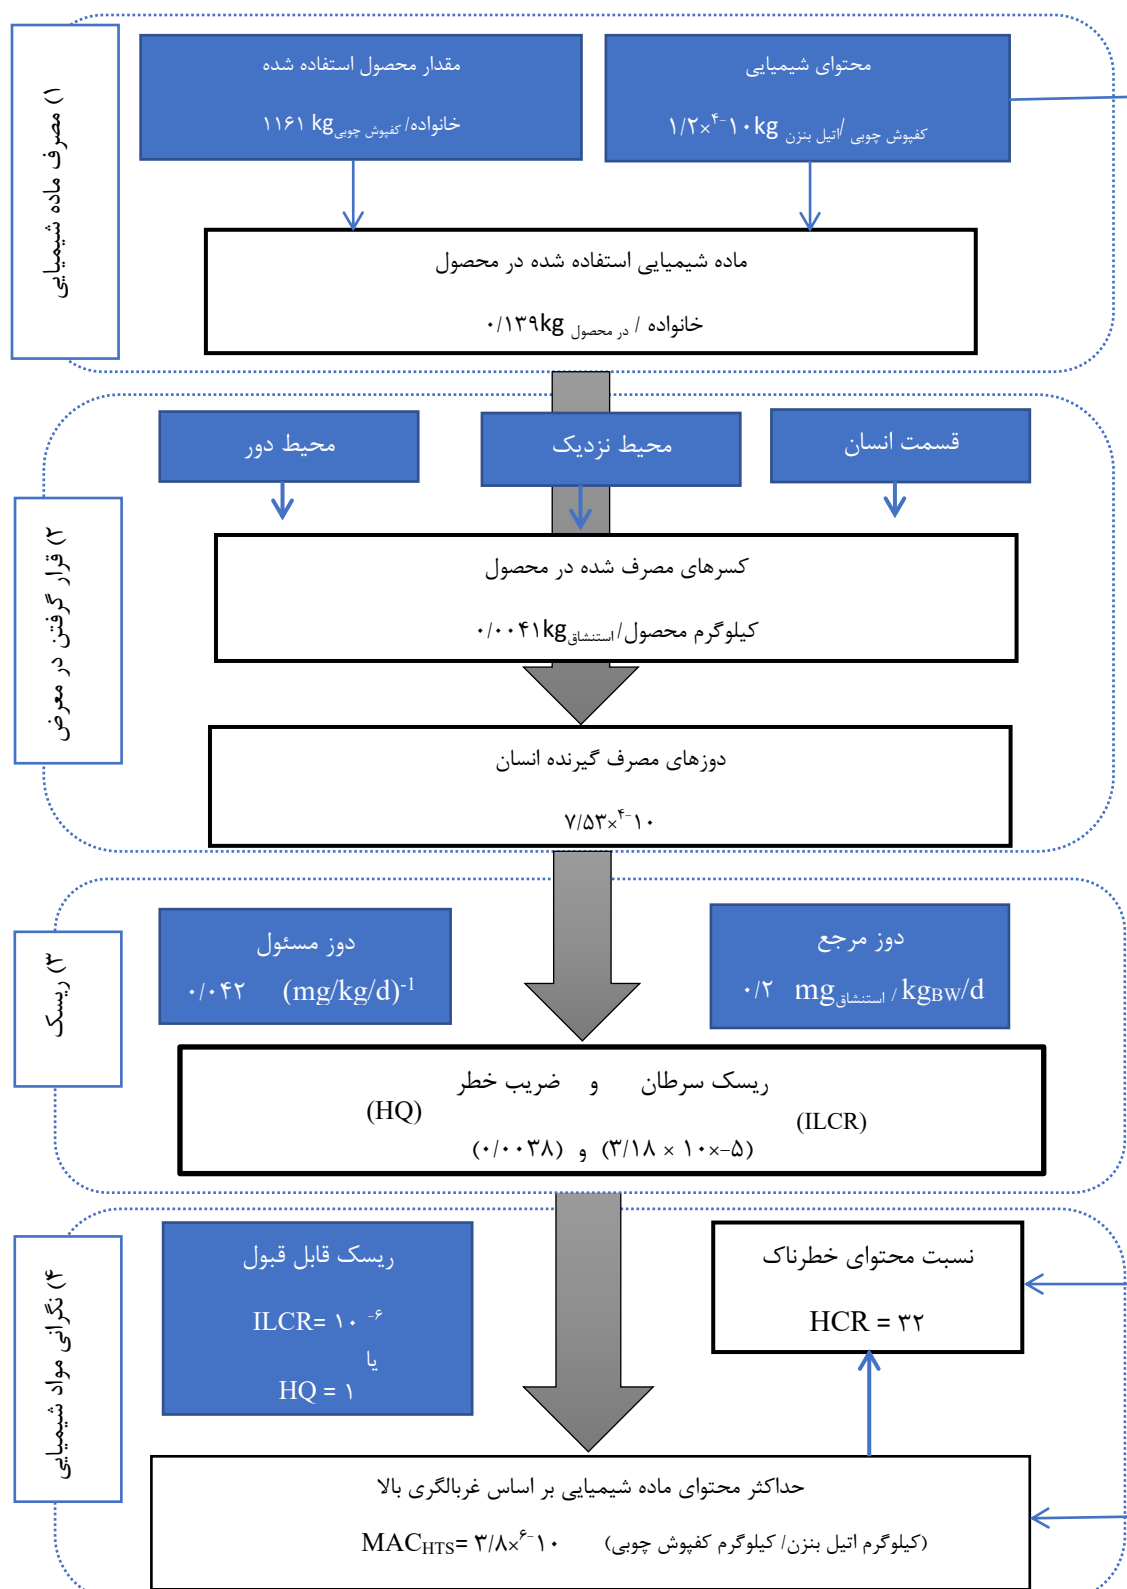 ۱) مصرف ماده شیمیایی
محتوای شیمیایی
۱/۲×۱۰⁻⁴kg اتیل بنزن/ کفپوش چوبی
مقدار محصول استفاده شده
۱۱۶۱ kg کفپوش چوبی/خانواده
ماده شیمیایی استفاده شده در محصول
۰/۱۳۹kg در محصول / خانواده
۲) قرار گرفتن در معرض
قسمت انسان
محیط نزدیک
محیط دور
کسرهای مصرف شده در محصول
۰/۰۰۴۱kg استنشاق/کیلوگرم محصول
دوزهای مصرف گیرنده انسان
۷/۵۳×۱۰⁻⁴
۳) ریسک
دوز مرجع
۰/۲ mg استنشاق / kgBW/d
دوز مسئول
۰/۰۴۲ (mg/kg/d)⁻¹
ریسک سرطان و ضریب خطر
(ILCR) (HQ)
(۳/۱۸ × ۱۰×-۵) و (۰/۰۰۳۸)
۴) نگرانی مواد شیمیایی
نسبت محتوای خطرناک
HCR = ۳۲
ریسک قابل قبول
ILCR= ۱۰ ⁻⁶
یا
HQ = ۱
حداکثر محتوای ماده شیمیایی بر اساس غربالگری بالا
MACHTS= ۳/۸×۱۰⁻⁶ (کیلوگرم اتیل بنزن/ کیلوگرم کفپوش چوبی)